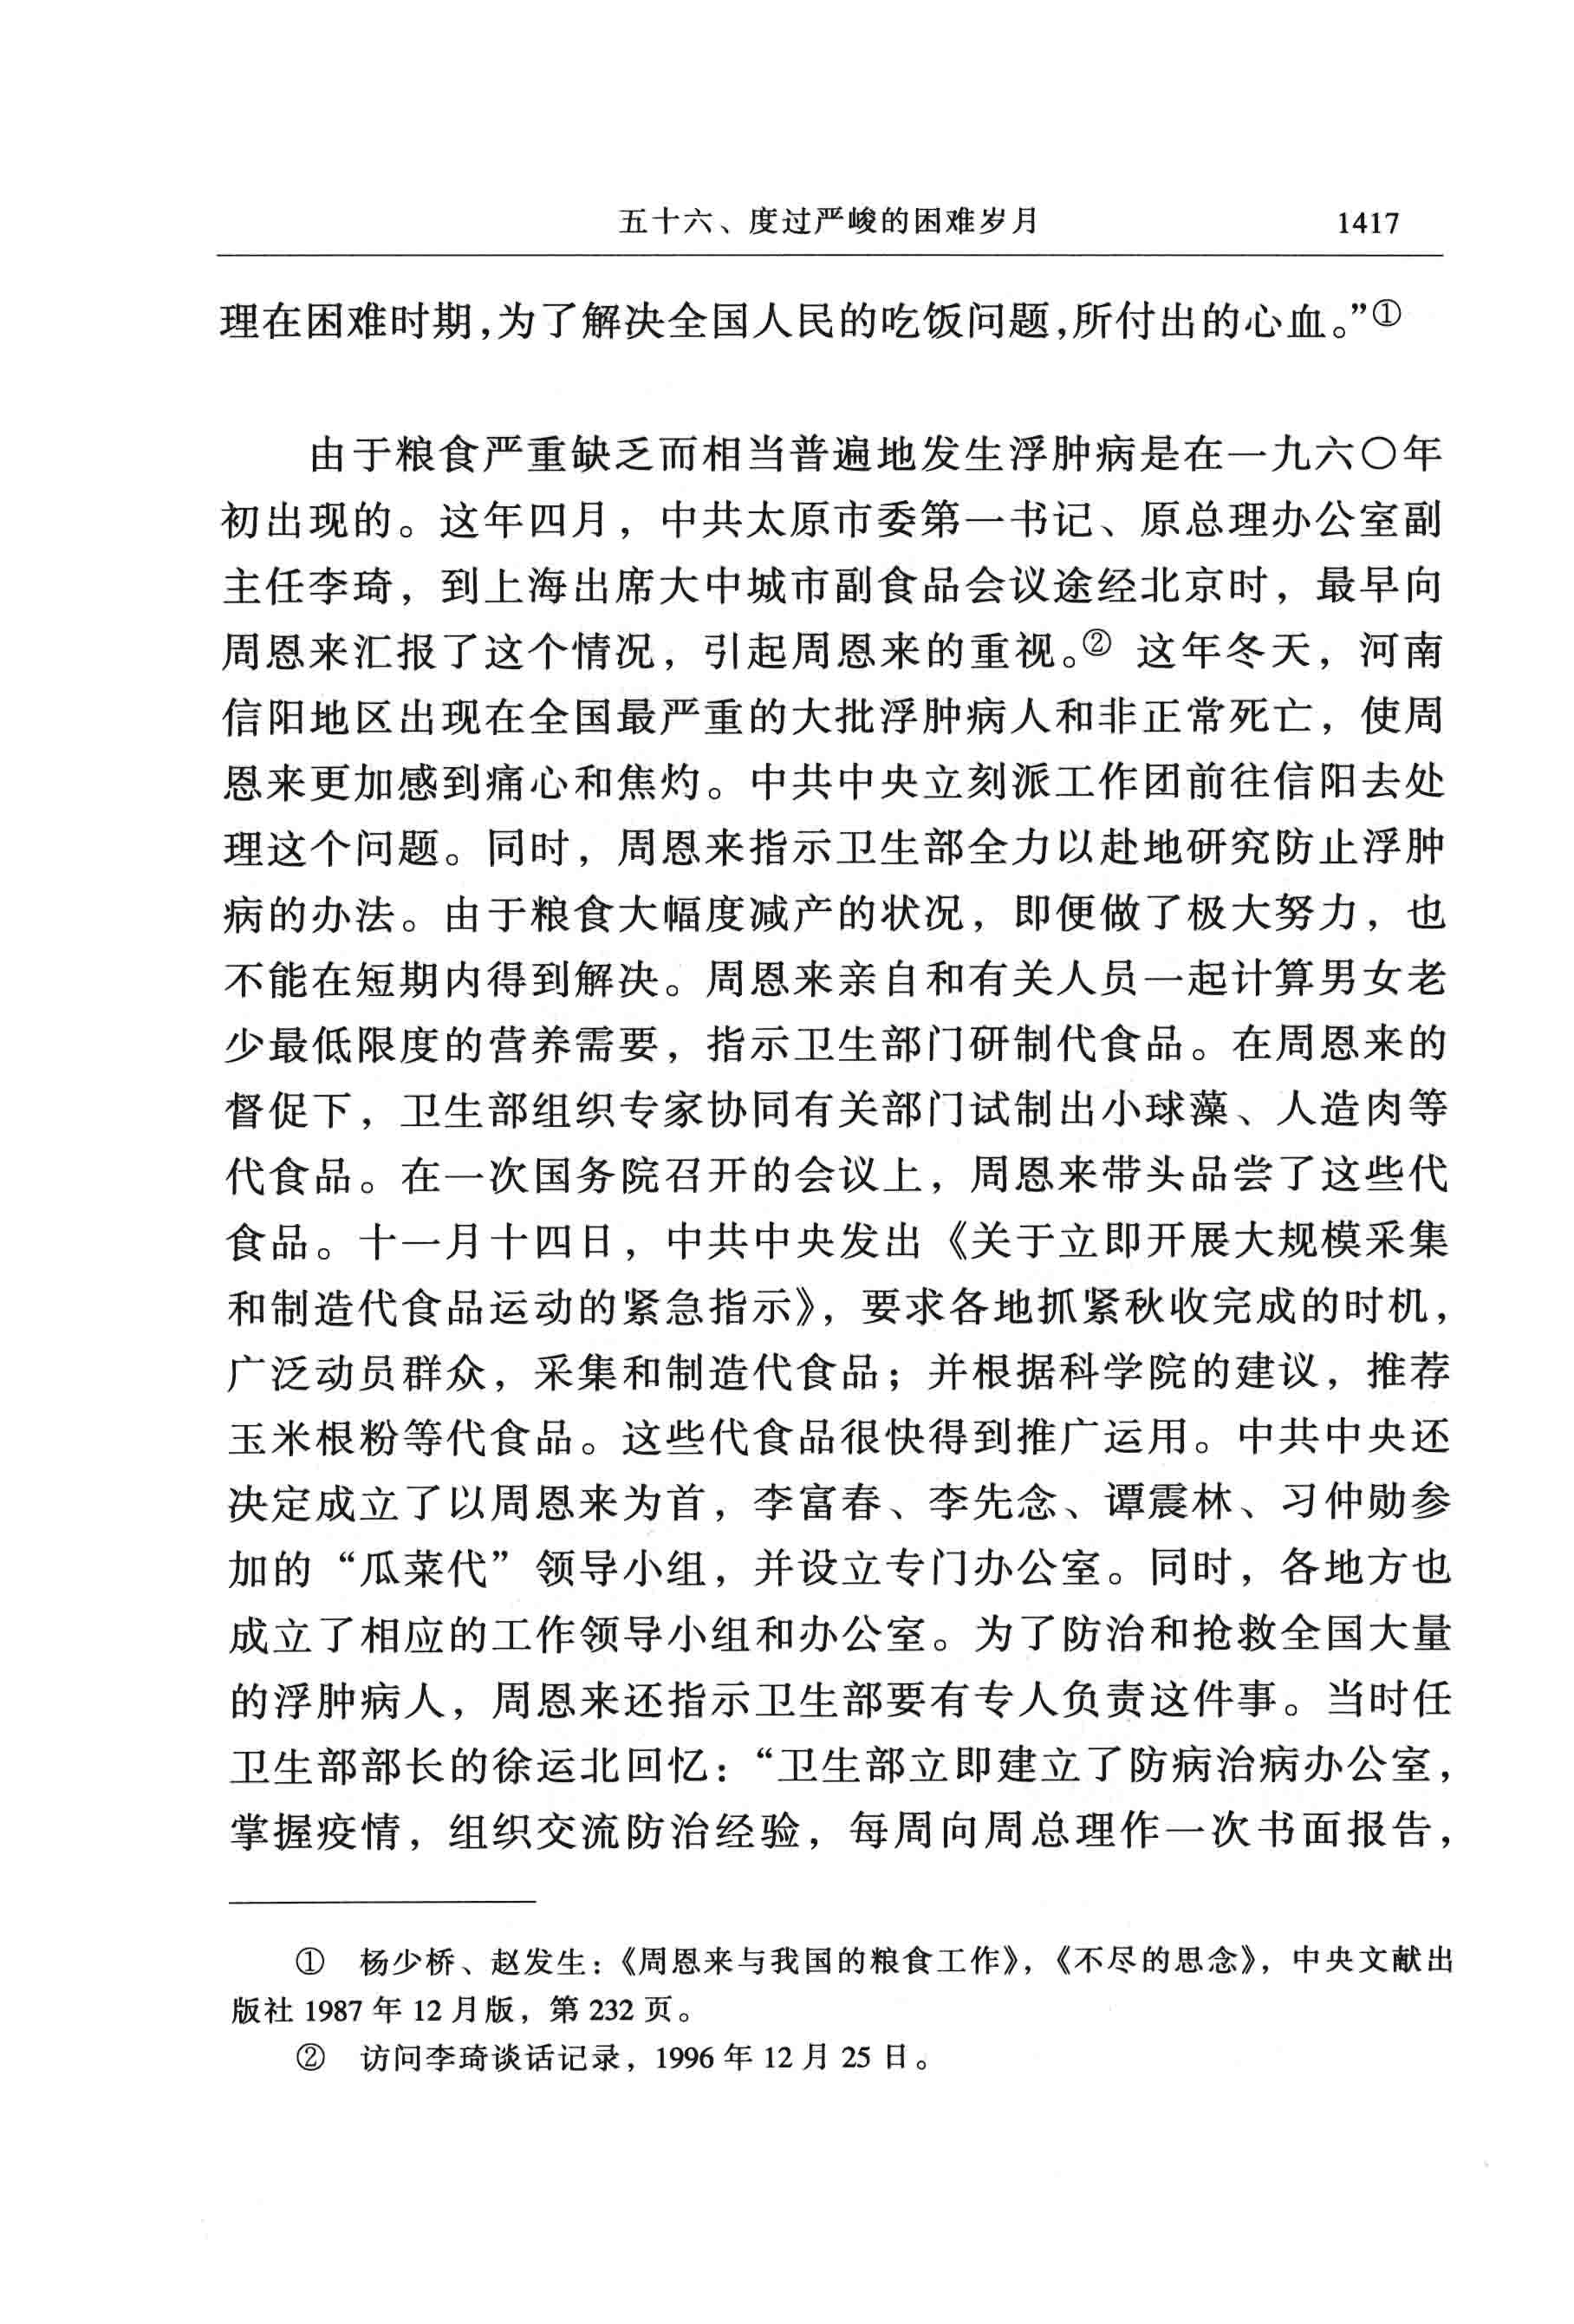 五十六、度过严峻的困难岁月 1417
理在困难时期,为了解决全国人民的吃饭问题,所付出的心血。”①
由于粮食严重缺乏而相当普遍地发生浮肿病是在一九六〇年
初出现的。这年四月，中共太原市委第一书记、原总理办公室副
主任李琦，到上海出席大中城市副食品会议途经北京时，最早向
周恩来汇报了这个情况，引起周恩来的重视。② 这年冬天，河南
信阳地区出现在全国最严重的大批浮肿病人和非正常死亡，使周
恩来更加感到痛心和焦灼。中共中央立刻派工作团前往信阳去处
理这个问题。同时，周恩来指示卫生部全力以赴地研究防止浮肿
病的办法。由于粮食大幅度减产的状况，即便做了极大努力，也
不能在短期内得到解决。周恩来亲自和有关人员一起计算男女老
少最低限度的营养需要，指示卫生部门研制代食品。在周恩来的
督促下，卫生部组织专家协同有关部门试制出小球藻、人造肉等
代食品。在一次国务院召开的会议上，周恩来带头品尝了这些代
食品。十一月十四日，中共中央发出《关于立即开展大规模采集
和制造代食品运动的紧急指示》，要求各地抓紧秋收完成的时机，
广泛动员群众，采集和制造代食品；并根据科学院的建议，推荐
玉米根粉等代食品。这些代食品很快得到推广运用。中共中央还
决定成立了以周恩来为首，李富春、李先念、谭震林、习仲勋参
加的“瓜菜代”领导小组，并设立专门办公室。同时，各地方也
成立了相应的工作领导小组和办公室。为了防治和抢救全国大量
的浮肿病人，周恩来还指示卫生部要有专人负责这件事。当时任
卫生部部长的徐运北回忆：“卫生部立即建立了防病治病办公室，
掌握疫情，组织交流防治经验，每周向周总理作一次书面报告，
① 杨少桥、赵发生：《周恩来与我国的粮食工作》，《不尽的思念》，中央文献出
版社 1987 年 12 月版，第 232 页。
② 访问李琦谈话记录，1996 年 12 月 25 日。